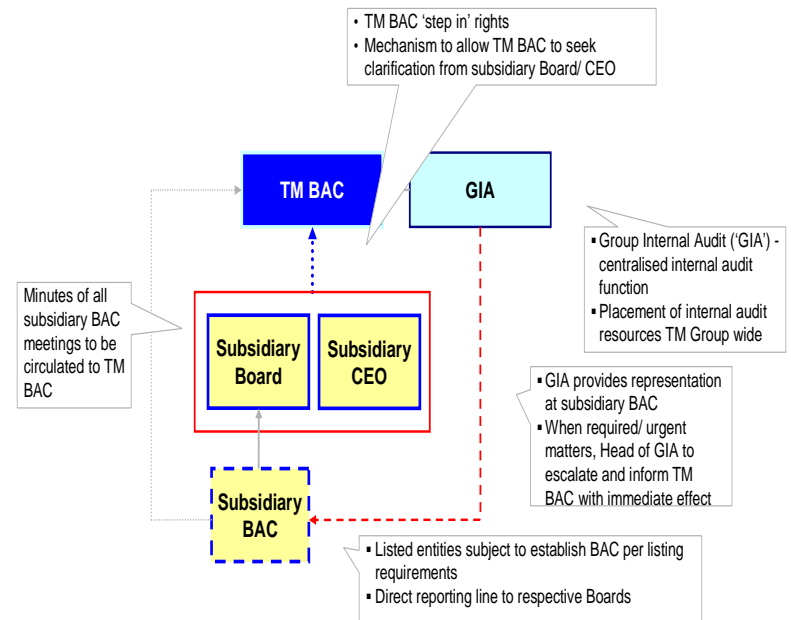 • TM BAC ‘step in’ rights
• Mechanism to allow TM BAC to seek
clarification from subsidiary Board/ CEO
TM BAC
GIA
▪ Group Internal Audit (‘GIA’) -
centralised internal audit
function
▪ Placement of internal audit
resources TM Group wide
Minutes of all
subsidiary BAC
meetings to be
circulated to TM
BAC
Subsidiary
Board
Subsidiary
CEO
▪ GIA provides representation
at subsidiary BAC
▪ When required/ urgent
matters, Head of GIA to
escalate and inform TM
BAC with immediate effect
Subsidiary
BAC
▪ Listed entities subject to establish BAC per listing
requirements
▪ Direct reporting line to respective Boards